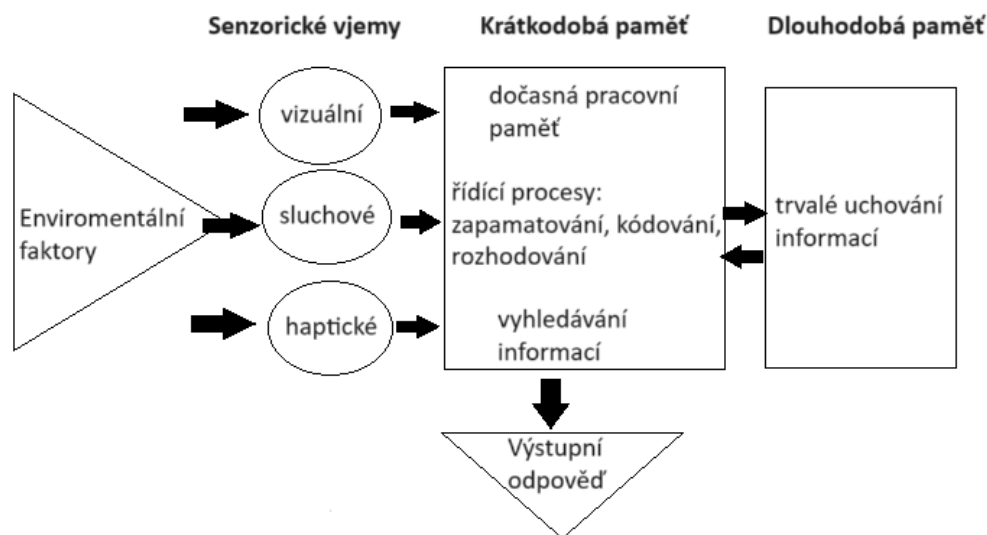 Senzorické vjemy
Krátkodobá paměť
Dlouhodobá paměť
Enviromentální
faktory
vizuální
sluchové
haptické
dočasná pracovní
paměť
řídící procesy:
zapamatování, kódování,
rozhodování
vyhledávání
informací
trvalé uchování
informací
Výstupní
odpověď